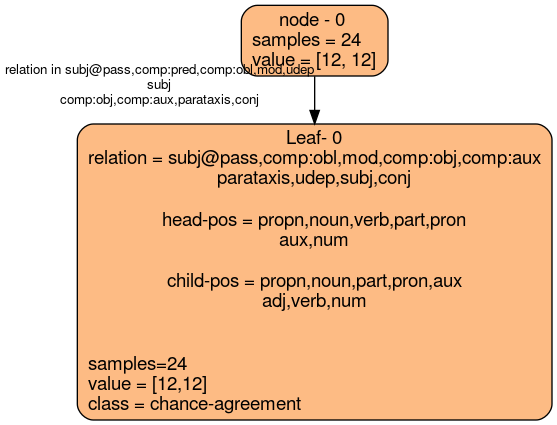 node - 0
samples = 24
value = [12, 12]
relation in subj@pass,comp:pred,comp:obl,mod,udep
subj
comp:obj,comp:aux,parataxis,conj
Leaf- 0
relation = subj@pass,comp:obl,mod,comp:obj,comp:aux
parataxis,udep,subj,conj
head-pos = propn,noun,verb,part,pron
aux,num
child-pos = propn,noun,part,pron,aux
adj,verb,num
samples=24
value = [12,12]
class = chance-agreement